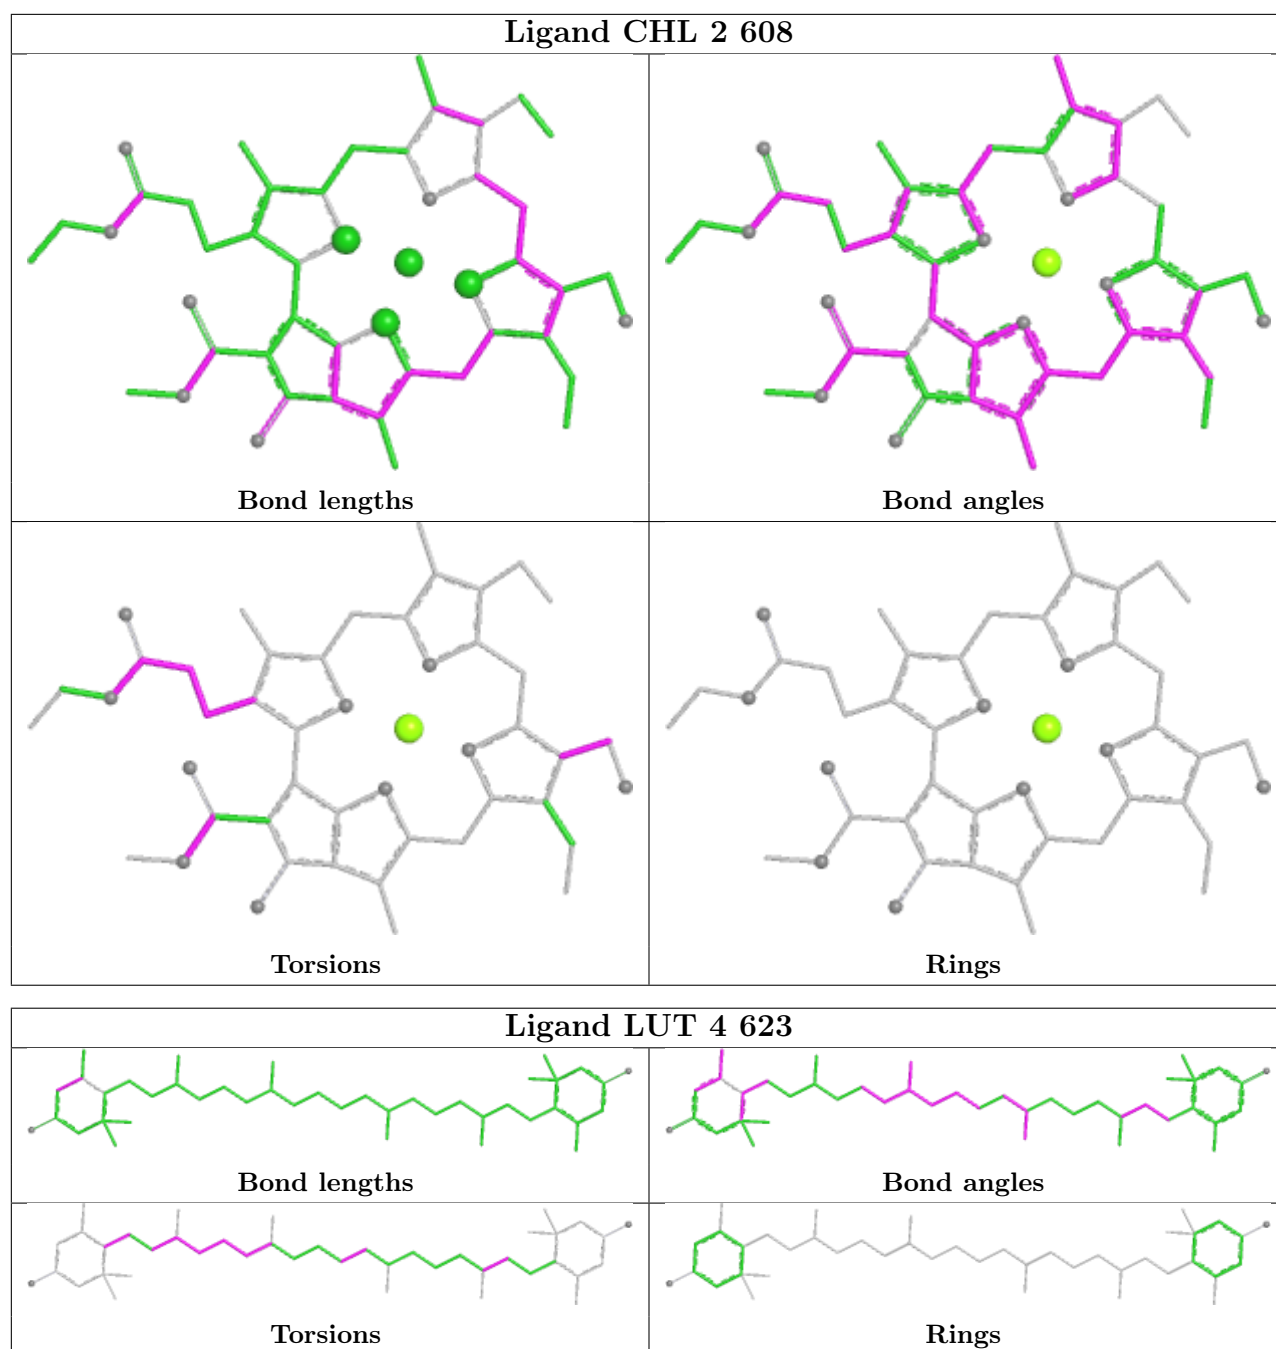 Ligand CHL 2 608
Bond lengths
Bond angles
Torsions
Rings
Ligand LUT 4 623
Bond lengths
Bond angles
Torsions
Rings